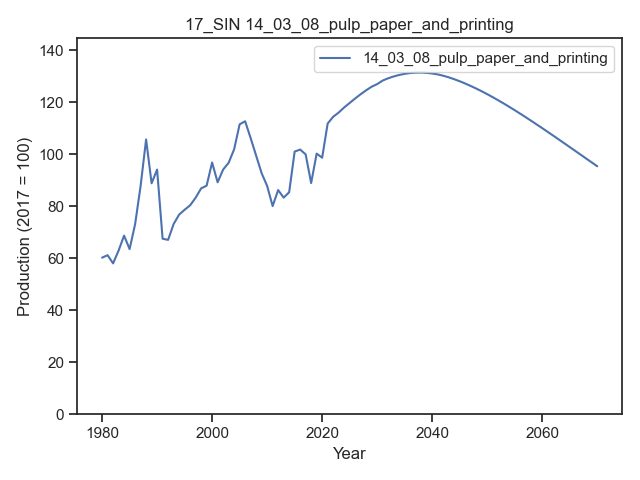 17_SIN 14_03_08_pulp_paper_and_printing
14_03_08_pulp_paper_and_printing
Production (2017 = 100)
140
120
100
80
60
40
20
0
1980 2000 2020 2040 2060
Year